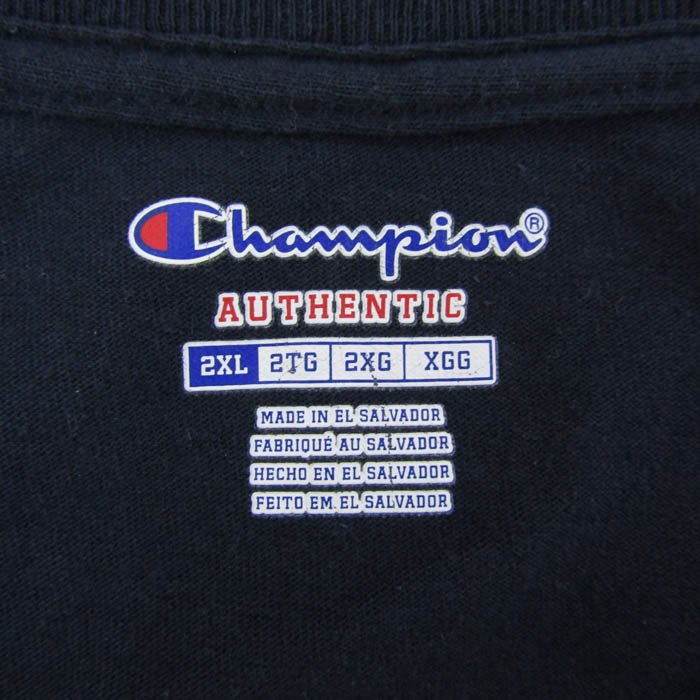 Champion®
AUTHENTIC
2XL 2TG 2XG XGG
MADE IN EL SALVADOR
FABRIQUÉ AU SALVADOR
HECHO EN EL SALVADOR
FEITO EM EL SALVADOR